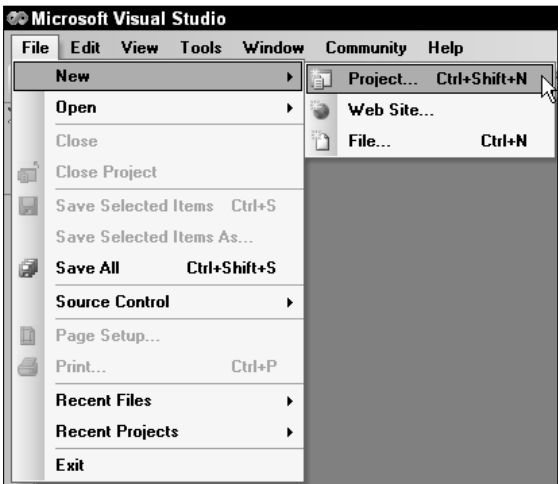 Microsoft Visual Studio
File Edit View Tools Window Community Help
New
Open
Close
Close Project
Save Selected Items Ctrl+S
Save Selected Items As...
Save All Ctrl+Shift+S
Source Control
Page Setup...
Print... Ctrl+P
Recent Files
Recent Projects
Exit
Project... Ctrl+Shift+N
Web Site...
File... Ctrl+N